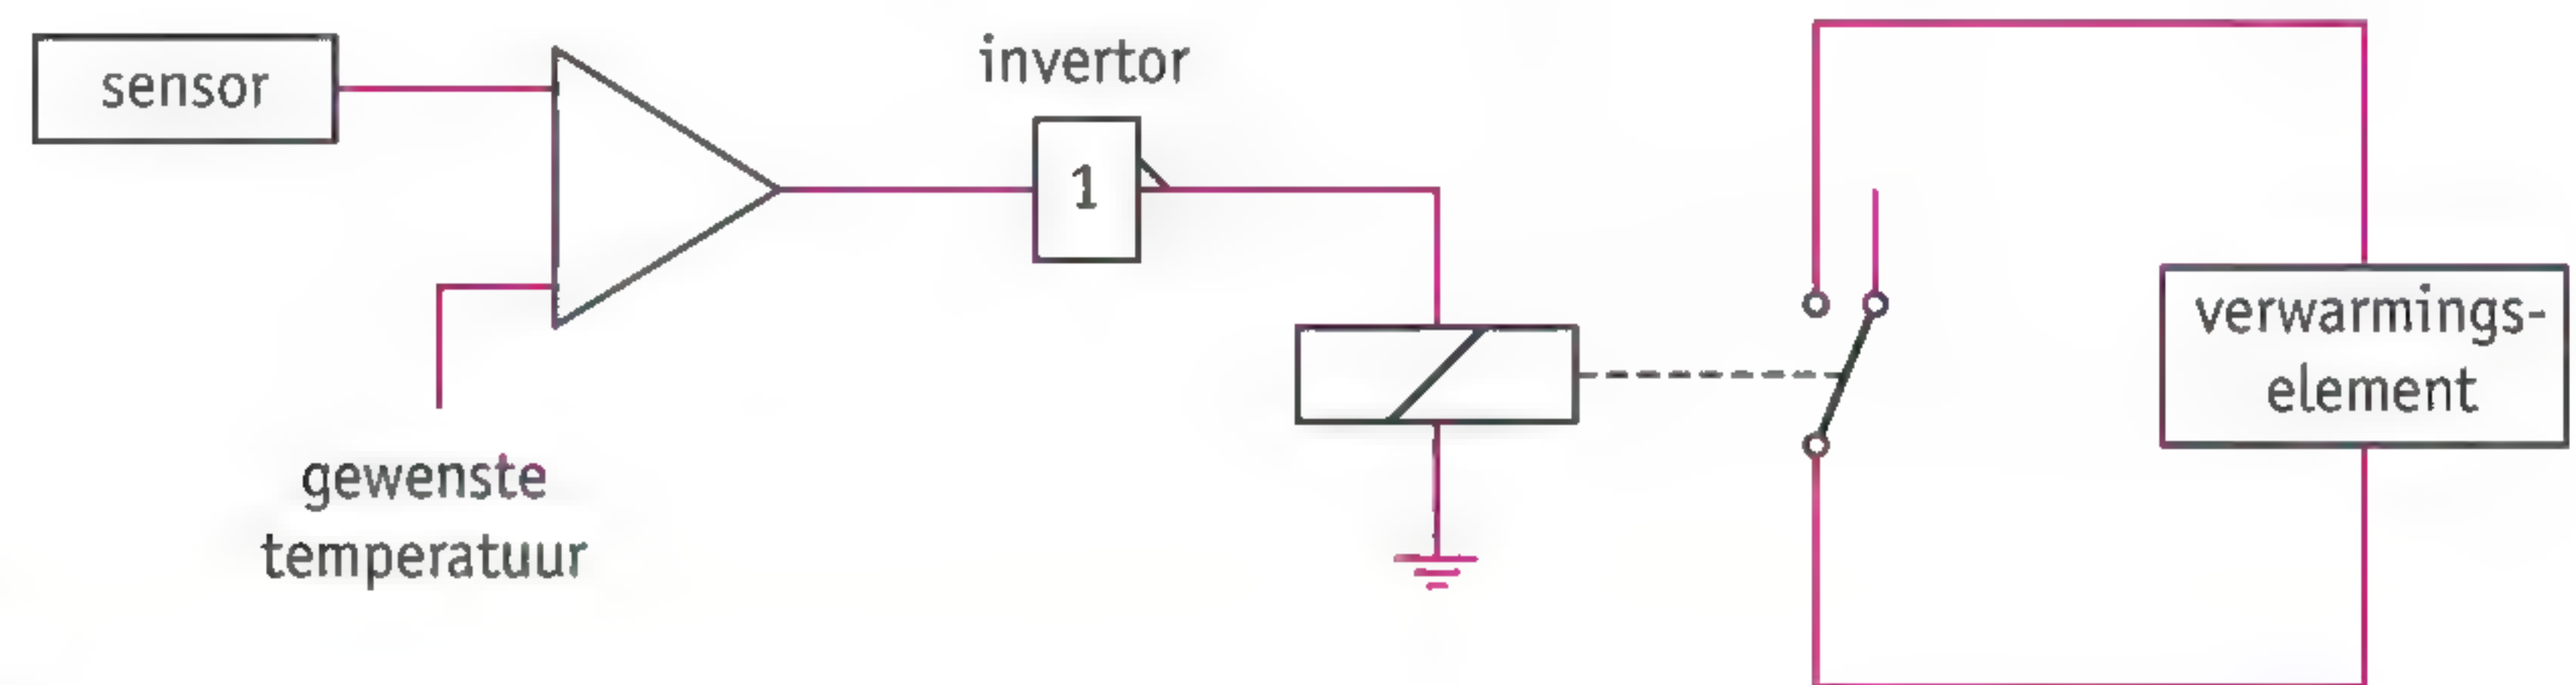 sensor
invertor
1
verwarmings-
element
gewenste
temperatuur